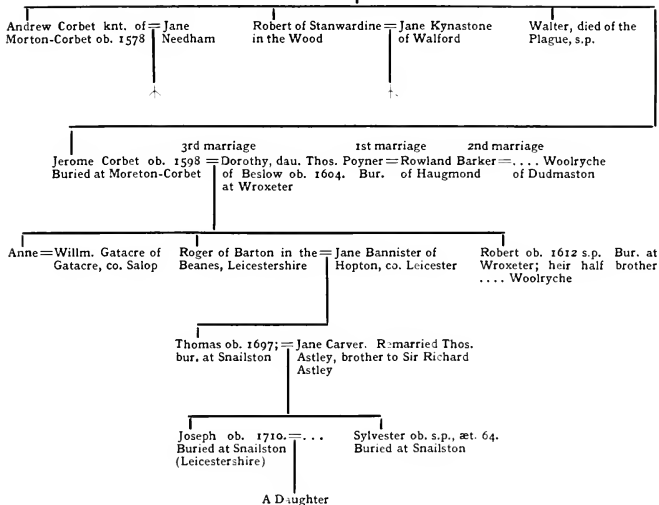 Andrew Corbet knt. of = Jane
Morton-Corbet ob. 1578 Needham
Robert of Stanwardine = Jane Kynastone
in the Wood of Walford
Walter, died of the
Plague, s.p.
3rd marriage 1st marriage 2nd marriage
Jerome Corbet ob. 1598 = Dorothy, dau. Thos. Poyner = Rowland Barker = .... Woolryche
Buried at Moreton-Corbet of Beslow ob. 1604. Bur. of Haugmond of Dudmaston
at Wroxeter
Anne = Willm. Gatacre of
Gatacre, co. Salop
Roger of Barton in the = Jane Bannister of
Beanes, Leicestershire Hopton, co. Leicester
Robert ob. 1612 s.p. Bur. at
Wroxeter; heir half brother
.... Woolryche
Thomas ob. 1697; = Jane Carver. Remarried Thos.
bur. at Snailston Astley, brother to Sir Richard
Astley
Joseph ob. 1710. = ...
Buried at Snailston
(Leicestershire)
Sylvester ob. s.p., æt. 64.
Buried at Snailston
A Daughter